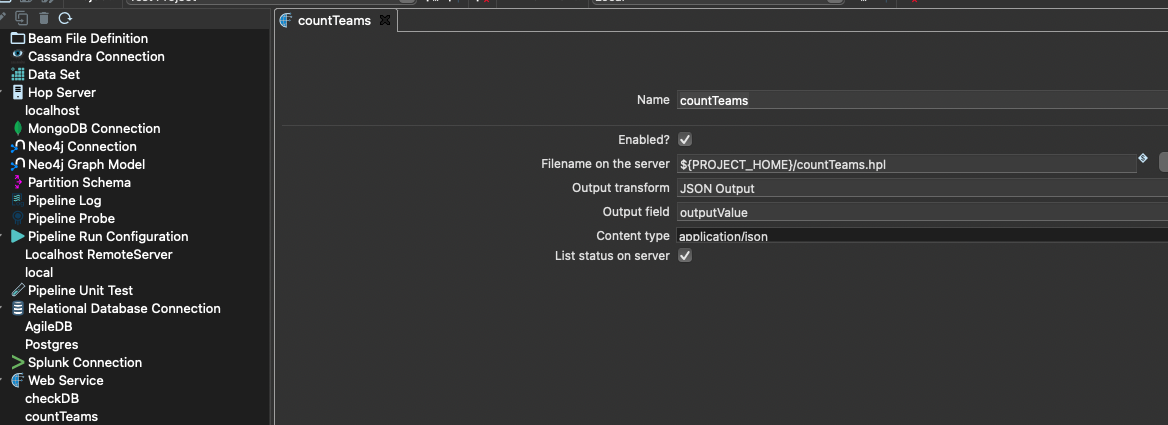 countTeams
Beam File Definition
Cassandra Connection
Data Set
Hop Server
localhost
MongoDB Connection
Neo4j Connection
Neo4j Graph Model
Partition Schema
Pipeline Log
Pipeline Probe
Pipeline Run Configuration
Localhost RemoteServer
local
Pipeline Unit Test
Relational Database Connection
AgileDB
Postgres
Splunk Connection
Web Service
checkDB
countTeams
Name countTeams
Enabled?
Filename on the server ${PROJECT_HOME}/countTeams.hpl
Output transform JSON Output
Output field outputValue
Content type application/json
List status on server